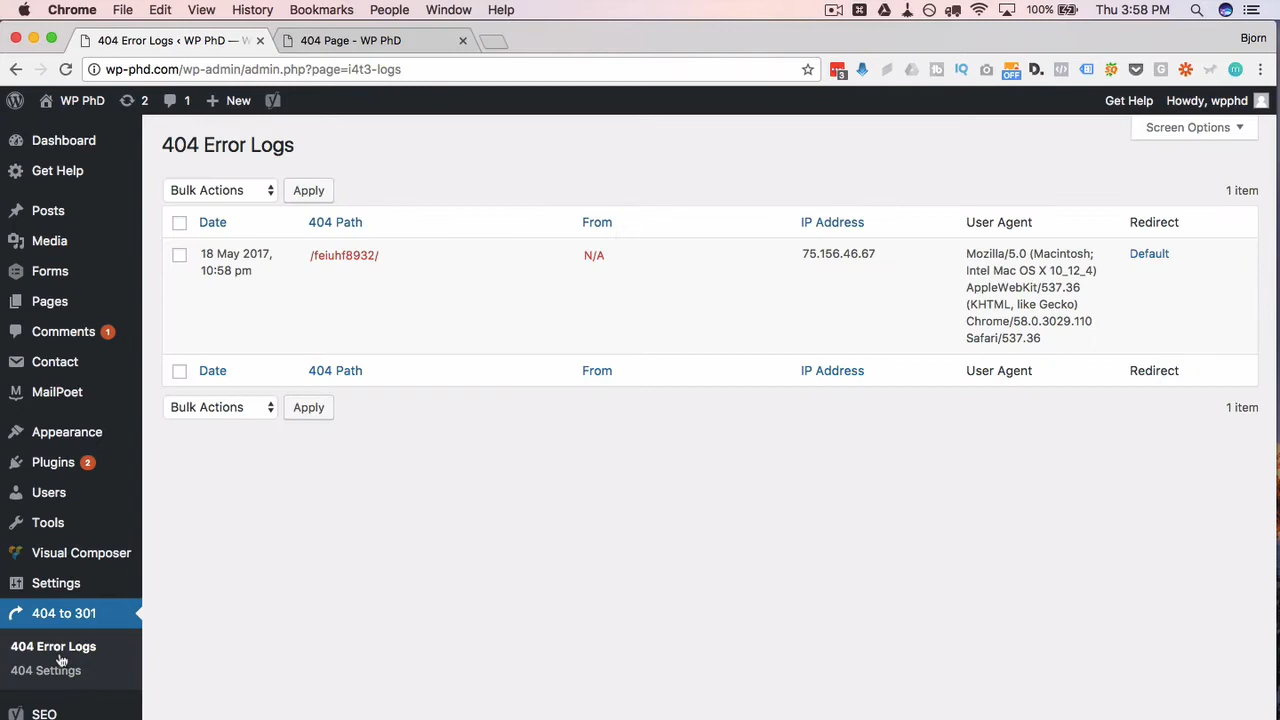 Chrome File Edit View History Bookmarks People Window Help 100% Thu 3:58 PM
404 Error Logs ‹ WP PhD — W 404 Page - WP PhD Bjorn
wp-phd.com/wp-admin/admin.php?page=i4t3-logs 3 OFF
WP PhD 2 1 New Get Help Howdy, wpphd
Screen Options
Dashboard
Get Help
Posts
Media
Forms
Pages
Comments 1
Contact
MailPoet
Appearance
Plugins 2
Users
Tools
Visual Composer
Settings
404 to 301
404 Error Logs
404 Settings
SEO
404 Error Logs
Bulk Actions Apply 1 item
Date 404 Path From IP Address User Agent Redirect
18 May 2017, /feiuhf8932/ N/A 75.156.46.67 Mozilla/5.0 (Macintosh; Default
10:58 pm Intel Mac OS X 10_12_4)
AppleWebKit/537.36
(KHTML, like Gecko)
Chrome/58.0.3029.110
Safari/537.36
Date 404 Path From IP Address User Agent Redirect
Bulk Actions Apply 1 item